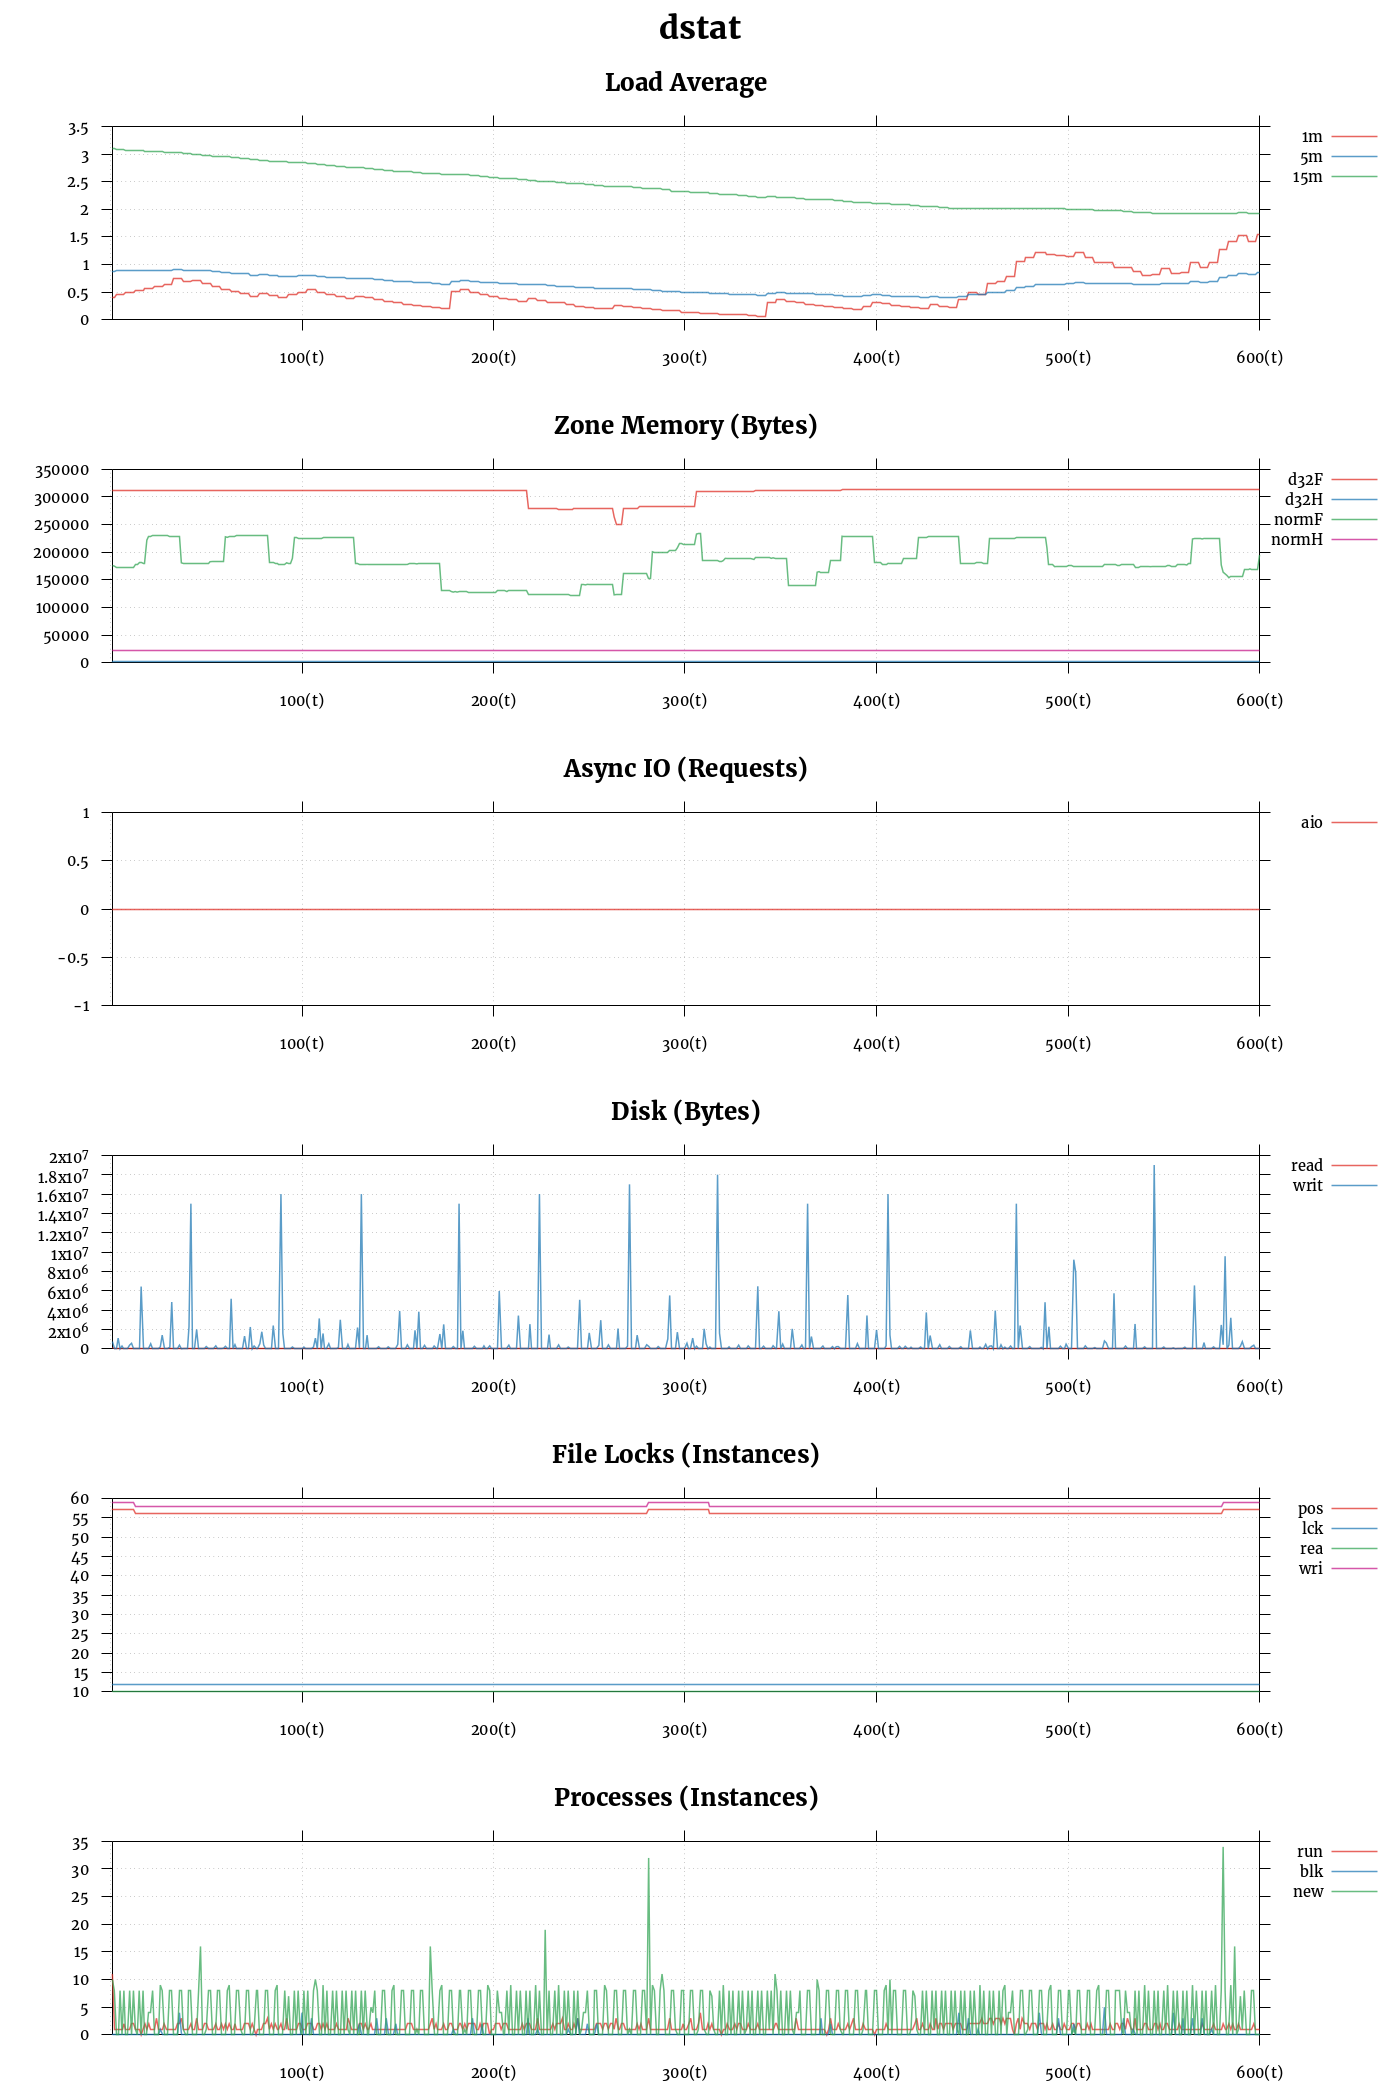 dstat
Load Average
3.5
3
2.5
2
1.5
1
0.5
0
100(t) 200(t) 300(t) 400(t) 500(t) 600(t)
1m
5m
15m
Zone Memory (Bytes)
350000
300000
250000
200000
150000
100000
50000
0
100(t) 200(t) 300(t) 400(t) 500(t) 600(t)
d32F
d32H
normF
normH
Async IO (Requests)
1
0.5
0
-0.5
-1
100(t) 200(t) 300(t) 400(t) 500(t) 600(t)
aio
Disk (Bytes)
2x10⁷
1.8x10⁷
1.6x10⁷
1.4x10⁷
1.2x10⁷
1x10⁷
8x10⁶
6x10⁶
4x10⁶
2x10⁶
0
100(t) 200(t) 300(t) 400(t) 500(t) 600(t)
read
writ
File Locks (Instances)
60
55
50
45
40
35
30
25
20
15
10
100(t) 200(t) 300(t) 400(t) 500(t) 600(t)
pos
lck
rea
wri
Processes (Instances)
35
30
25
20
15
10
5
0
100(t) 200(t) 300(t) 400(t) 500(t) 600(t)
run
blk
new